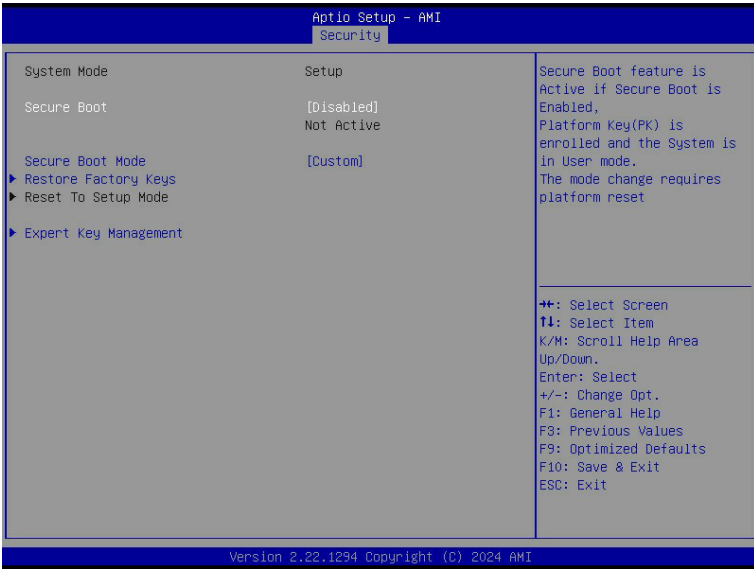 Aptio Setup – AMI
Security
System Mode Setup
Secure Boot [Disabled]
Not Active
Secure Boot Mode [Custom]
▶ Restore Factory Keys
▶ Reset To Setup Mode
▶ Expert Key Management
Secure Boot feature is
Active if Secure Boot is
Enabled,
Platform Key(PK) is
enrolled and the System is
in User mode.
The mode change requires
platform reset
→←: Select Screen
↑↓: Select Item
K/M: Scroll Help Area
Up/Down.
Enter: Select
+/-: Change Opt.
F1: General Help
F3: Previous Values
F9: Optimized Defaults
F10: Save & Exit
ESC: Exit
Version 2.22.1294 Copyright (C) 2024 AMI